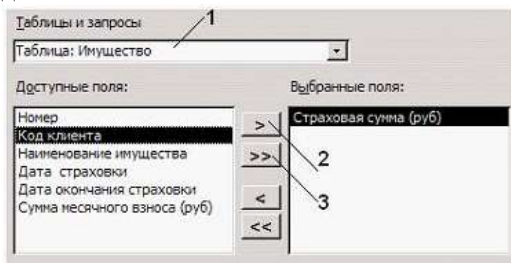 Таблицы и запросы
1
Таблица: Имущество
Доступные поля:
Выбранные поля:
Номер
Код клиента
Наименование имущества
Дата страховки
Дата окончания страховки
Сумма месячного взноса (руб)
>
>>
<
<<
Страховая сумма (руб)
2
3